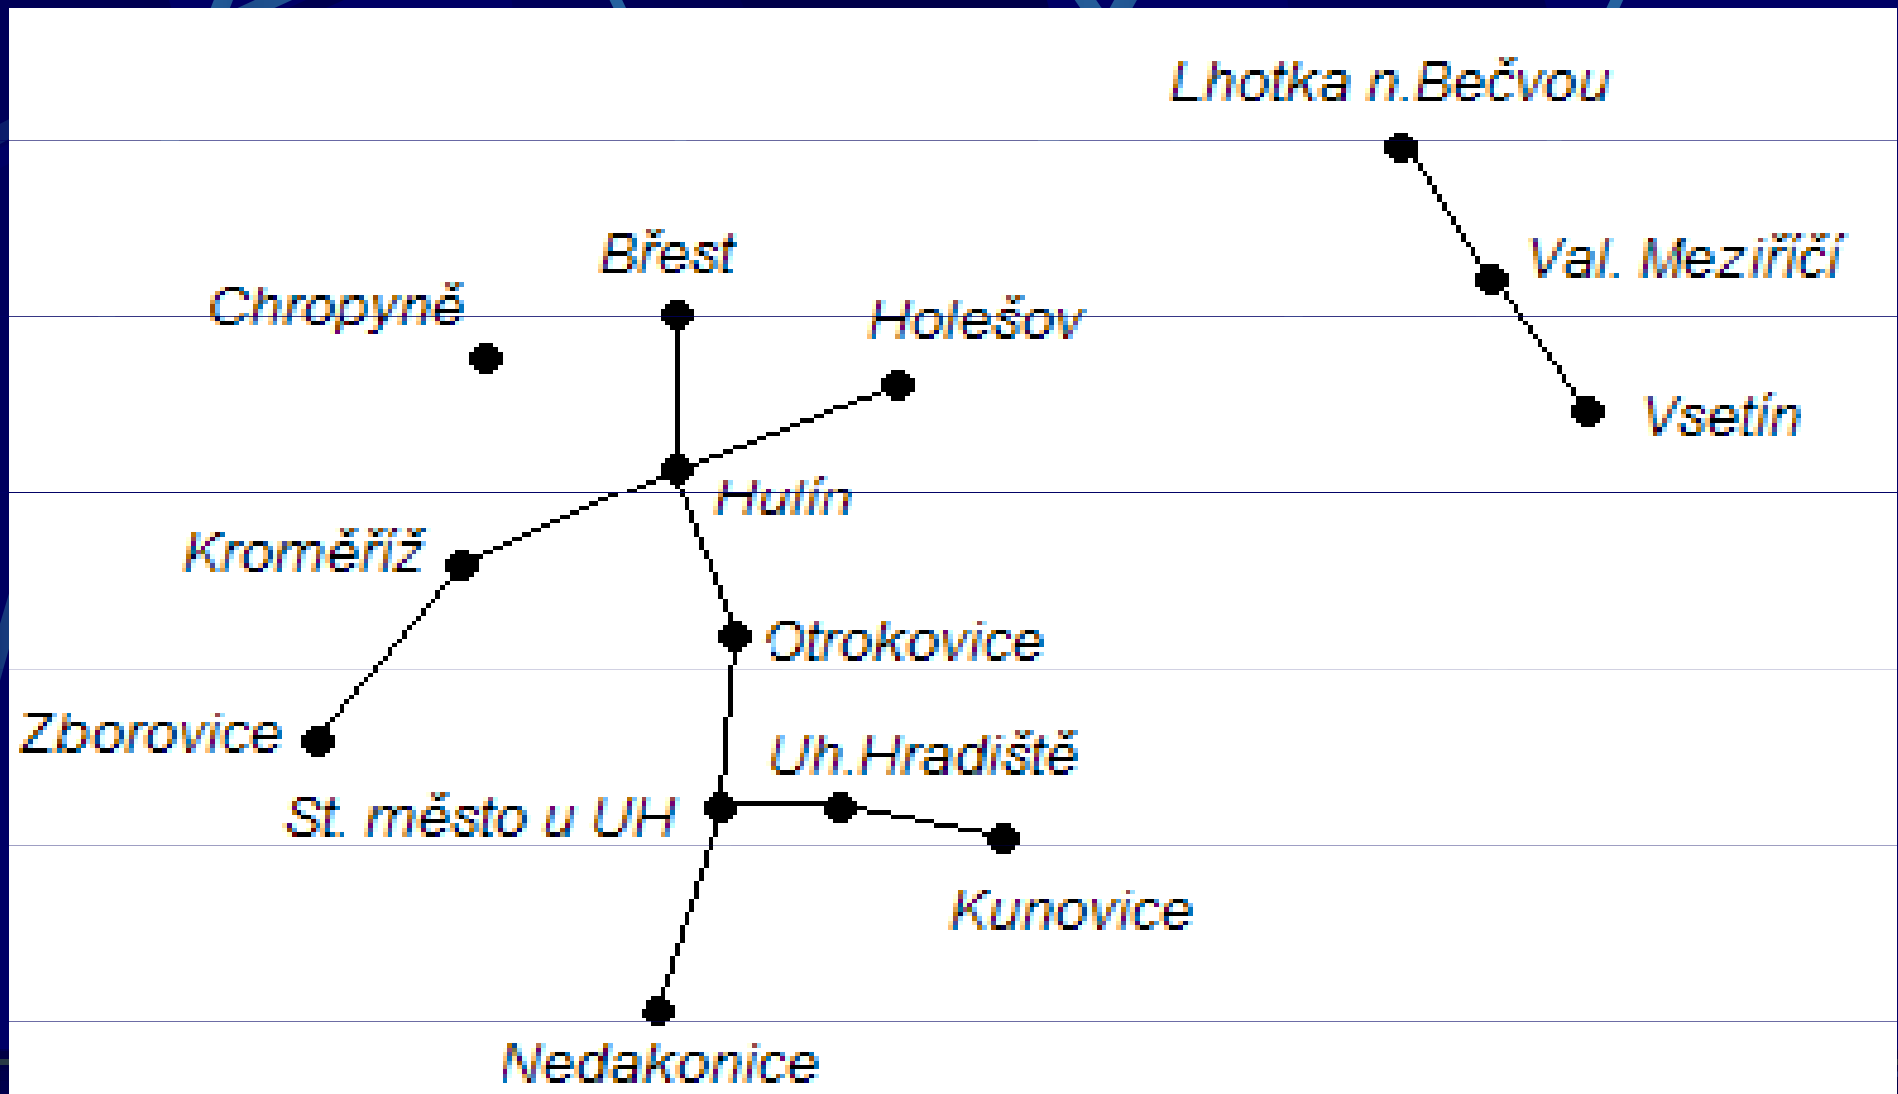 Lhotka n.Bečvou
Břest
Val. Meziříčí
Chropyně
Holešov
Vsetín
Hulín
Kroměříž
Otrokovice
Zborovice
Uh.Hradiště
St. město u UH
Kunovice
Nedakonice